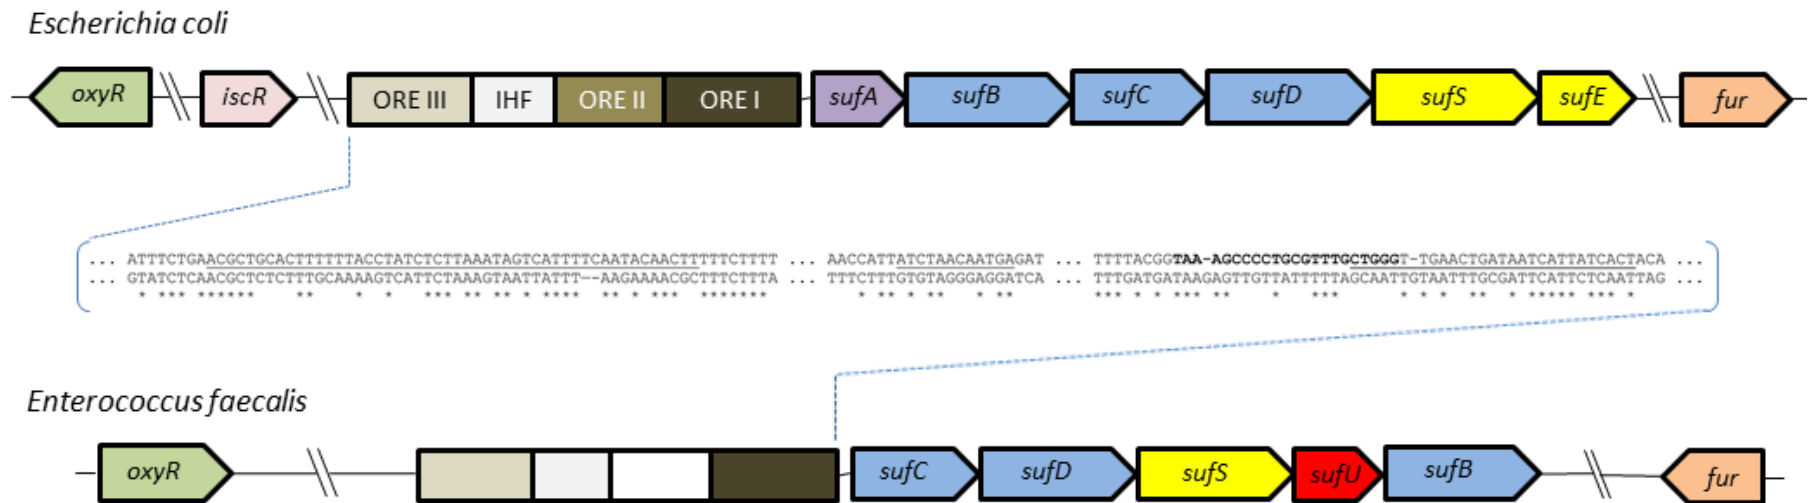 Escherichia coli
oxyR iscR ORE III IHF ORE II ORE I sufA sufB sufC sufD sufS sufE fur
... ATTTCTGAACGCTGCACTTTTTTACCTATCTCTTAAATAGTCATTTTTCAATACAACTTTTTCTTTT ... AACCATTATCTAACAATGAGAT ... TTTTACGGTAA-AGCCCCTGCGTTTGCTGGGT-TGAACTGATAATCATTATCACTACA ...
... GTATCTCAACGCTCTCTTTGCAAAAGTCATTCTAAAGTAATTATTT--AAGAAAACGCTTTCTTTA ... TTTCTTTGTGTAGGGAGGATCA ... TTTGATGATAAGAGTTGTTATTTTTAGCAATTGTAATTTGCGATTCATTCTCAATTAG ...
Enterococcus faecalis
oxyR sufC sufD sufS sufU sufB fur